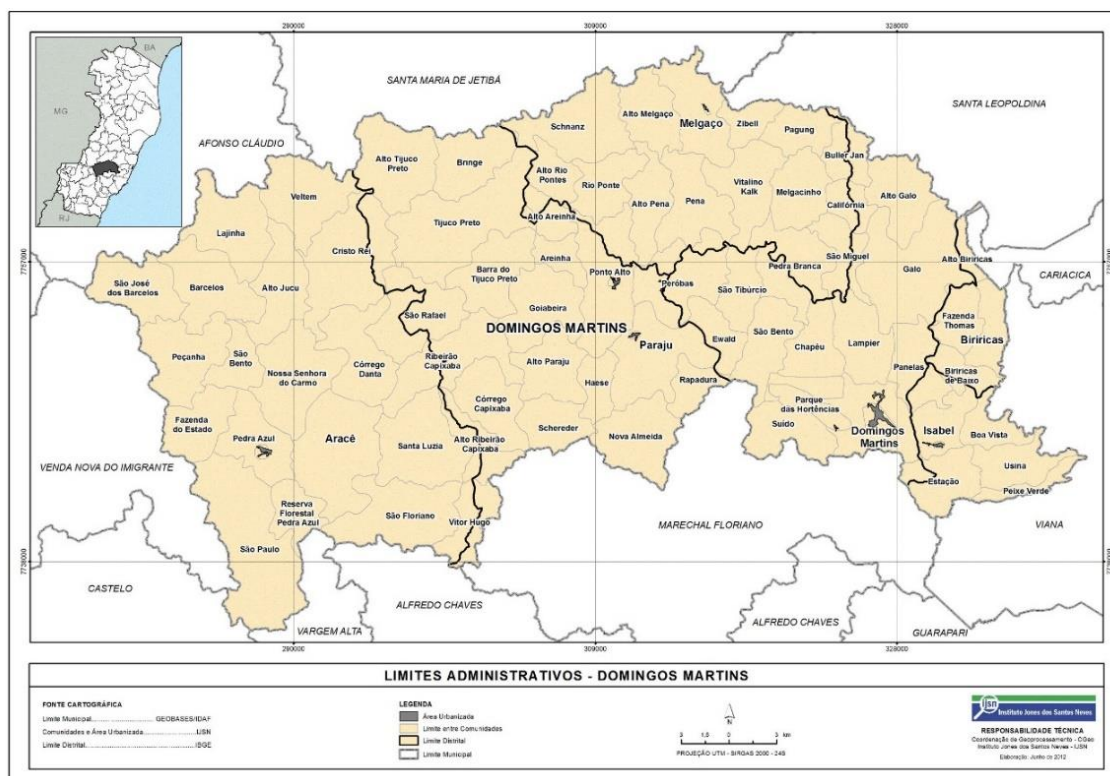 280000
309000
328000
BA
MG
RJ
SANTA MARIA DE JETIBÁ
SANTA LEOPOLDINA
AFONSO CLÁUDIO
Schnanz
Alto Melgaço
Melgaço
Zibell
Pagung
Alto Tijuco
Preto
Bringe
Alto Rio
Pontes
Rio Ponte
Buller Jan
Veltem
Alto Pena
Pena
Vitalino
Kalk
Melgacinho
Califórnia
Alto Galo
Lajinha
Tijuco Preto
Alto Areinha
Cristo Rei
Areinha
São Miguel
Alto Biriricas
São José
dos Barcelos
Barcelos
Alto Jucu
Barra do
Tijuco Preto
Ponto Alto
Peróbas
Pedra Branca
São Tibúrcio
Galo
CARIACICA
São Rafael
Goiabeira
DOMINGOS MARTINS
Paraju
Ewald
São Bento
Chapéu
Lampier
Fazenda
Thomas
Biriricas
Peçanha
São
Bento
Nossa Senhora
do Carmo
Córrego
Danta
Ribeirão
Capixaba
Alto Paraju
Haese
Rapadura
Panelas
Biriricas
de Baixo
Fazenda
do Estado
Córrego
Capixaba
Parque
das Hortências
Pedra Azul
Aracê
Santa Luzia
Alto Ribeirão
Capixaba
Schereder
Nova Almeida
Suído
Domingos
Martins
Isabel
Boa Vista
VENDA NOVA DO IMIGRANTE
Usina
Estação
Peixe Verde
Reserva
Florestal
Pedra Azul
São Floriano
Vitor Hugo
MARECHAL FLORIANO
VIANA
São Paulo
CASTELO
ALFREDO CHAVES
ALFREDO CHAVES
VARGEM ALTA
GUARAPARI
280000
309000
328000
LIMITES ADMINISTRATIVOS - DOMINGOS MARTINS
FONTE CARTOGRÁFICA
Limite Municipal GEOBASES/IDAF
Comunidades e Área Urbanizada IJSN
Limite Distrital IBGE
LEGENDA
Área Urbanizada
Limite entre Comunidades
Limite Distrital
Limite Municipal
N
3 1,5 0 3 km
PROJEÇÃO UTM - SIRGAS 2000 - 24S
ijsn Instituto Jones dos Santos Neves
RESPONSABILIDADE TÉCNICA
Coordenação de Geoprocessamento - CGeo
Instituto Jones dos Santos Neves - IJSN
Elaboração: Junho de 2012